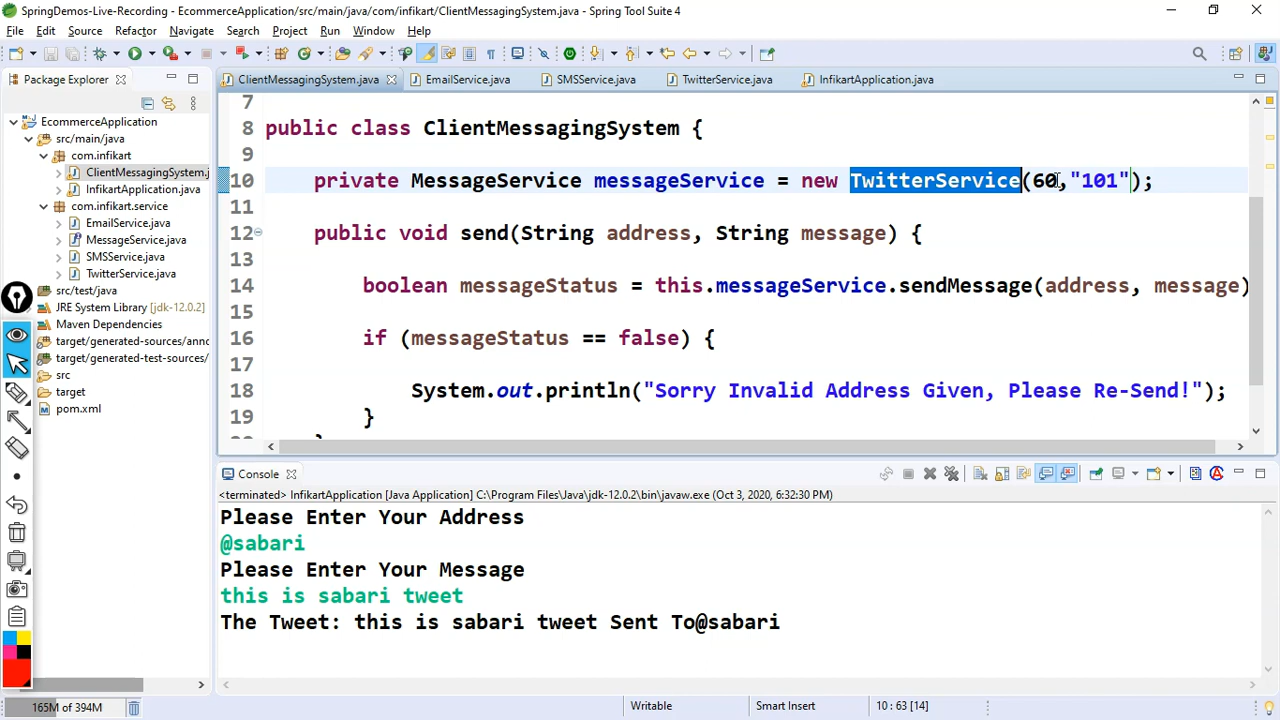 SpringDemos-Live-Recording - EcommerceApplication/src/main/java/com/infikart/ClientMessagingSystem.java - Spring Tool Suite 4
File Edit Source Refactor Navigate Search Project Run Window Help
Package Explorer
ClientMessagingSystem.java EmailService.java SMSService.java TwitterService.java InfikartApplication.java
EcommerceApplication
src/main/java
com.infikart
ClientMessagingSystem.j
InfikartApplication.java
com.infikart.service
EmailService.java
MessageService.java
SMSService.java
TwitterService.java
src/test/java
JRE System Library [jdk-12.0.2]
Maven Dependencies
target/generated-sources/anno
target/generated-test-sources/
src
target
pom.xml
7
8 public class ClientMessagingSystem {
9
10 private MessageService messageService = new TwitterService(60,"101");
11
12 public void send(String address, String message) {
13
14 boolean messageStatus = this.messageService.sendMessage(address, message)
15
16 if (messageStatus == false) {
17
18 System.out.println("Sorry Invalid Address Given, Please Re-Send!");
19 }
Console
<terminated> InfikartApplication [Java Application] C:\Program Files\Java\jdk-12.0.2\bin\javaw.exe (Oct 3, 2020, 6:32:30 PM)
Please Enter Your Address
@sabari
Please Enter Your Message
this is sabari tweet
The Tweet: this is sabari tweet Sent To@sabari
165M of 394M Writable Smart Insert 10 : 63 [14]